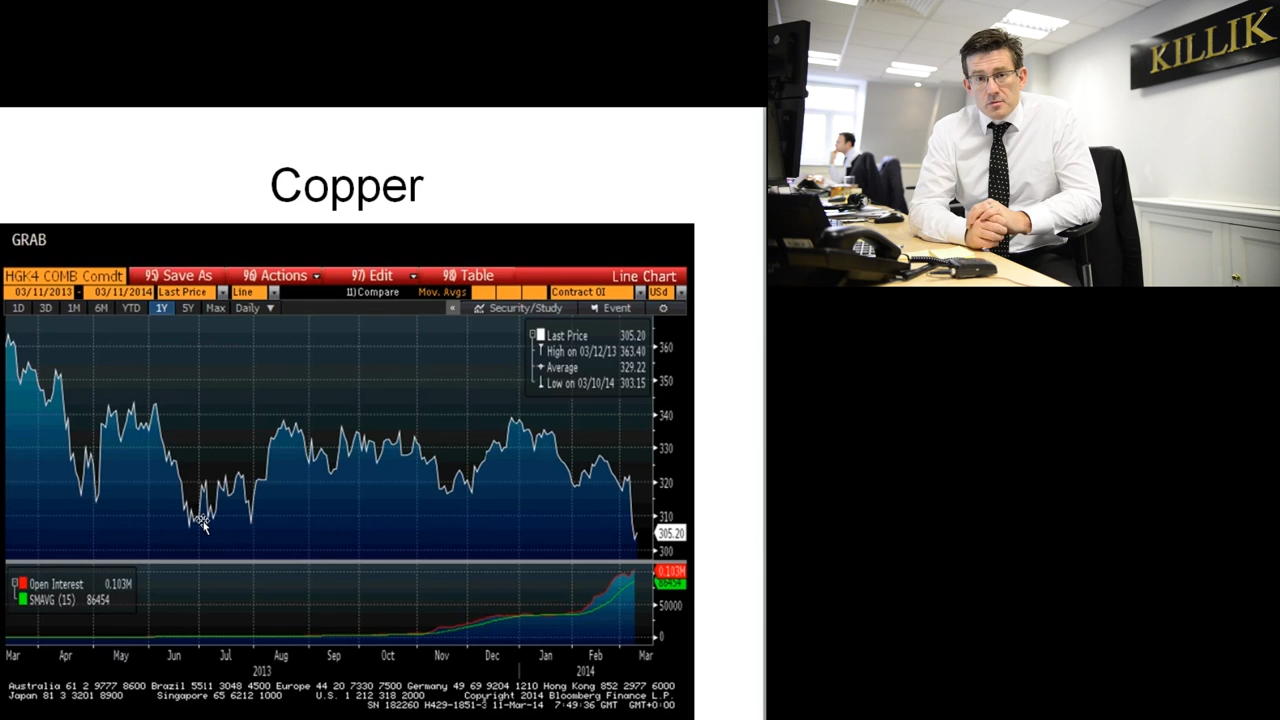 KILLIK
Copper
GRAB
HGK4 COMB Comdt 95) Save As 96) Actions 97) Edit 98) Table Line Chart
03/11/2013 - 03/11/2014 Last Price Line 11) Compare Mov. Avgs Contract OI USd
1D 3D 1M 6M YTD 1Y 5Y Max Daily ▼ « Security/Study Event
Last Price 305.20
High on 03/12/13 363.40
Average 329.22
Low on 03/10/14 303.15
360
350
340
330
320
310
305.20
300
Open Interest 0.103M
SMAVG (15) 86454
0.103M
86454
50000
0
Mar Apr May Jun Jul Aug Sep Oct Nov Dec Jan Feb Mar
2013 2014
Australia 61 2 9777 8600 Brazil 5511 3048 4500 Europe 44 20 7330 7500 Germany 49 69 9204 1210 Hong Kong 852 2977 6000
Japan 81 3 3201 8900 Singapore 65 6212 1000 U.S. 1 212 318 2000 Copyright 2014 Bloomberg Finance L.P.
SN 182260 H429-1851-3 11-Mar-14 7:49:36 GMT GMT+0:00